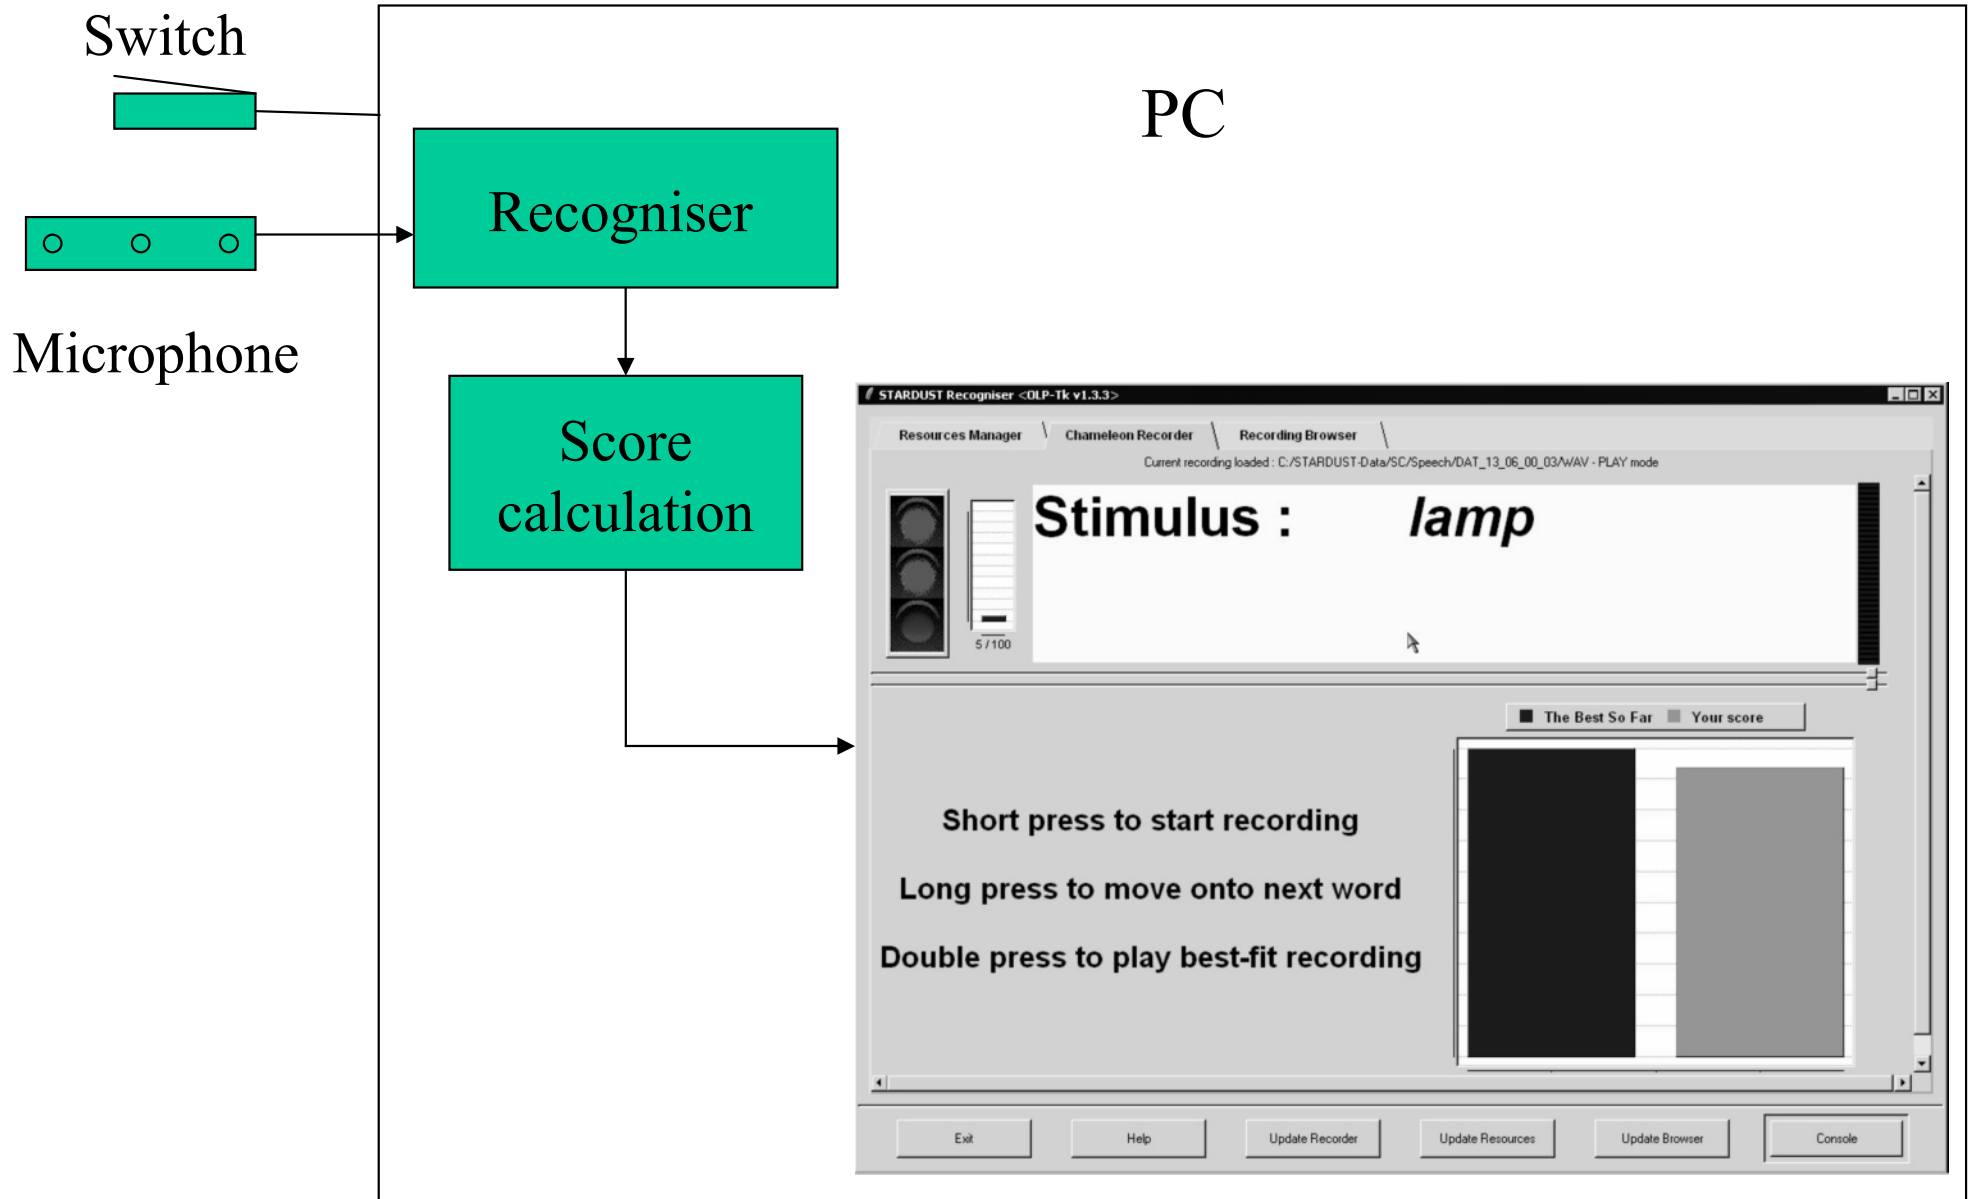 Switch
PC
Recogniser
Microphone
Score
calculation
STARDUST Recogniser <OLP-Tk v1.3.3>
Resources Manager
Chameleon Recorder
Recording Browser
Current recording loaded : C:/STARDUST-Data/SC/Speech/DAT_13_06_00_03/WAV - PLAY mode
Stimulus : lamp
5 / 100
The Best So Far
Your score
Short press to start recording
Long press to move onto next word
Double press to play best-fit recording
Exit
Help
Update Recorder
Update Resources
Update Browser
Console